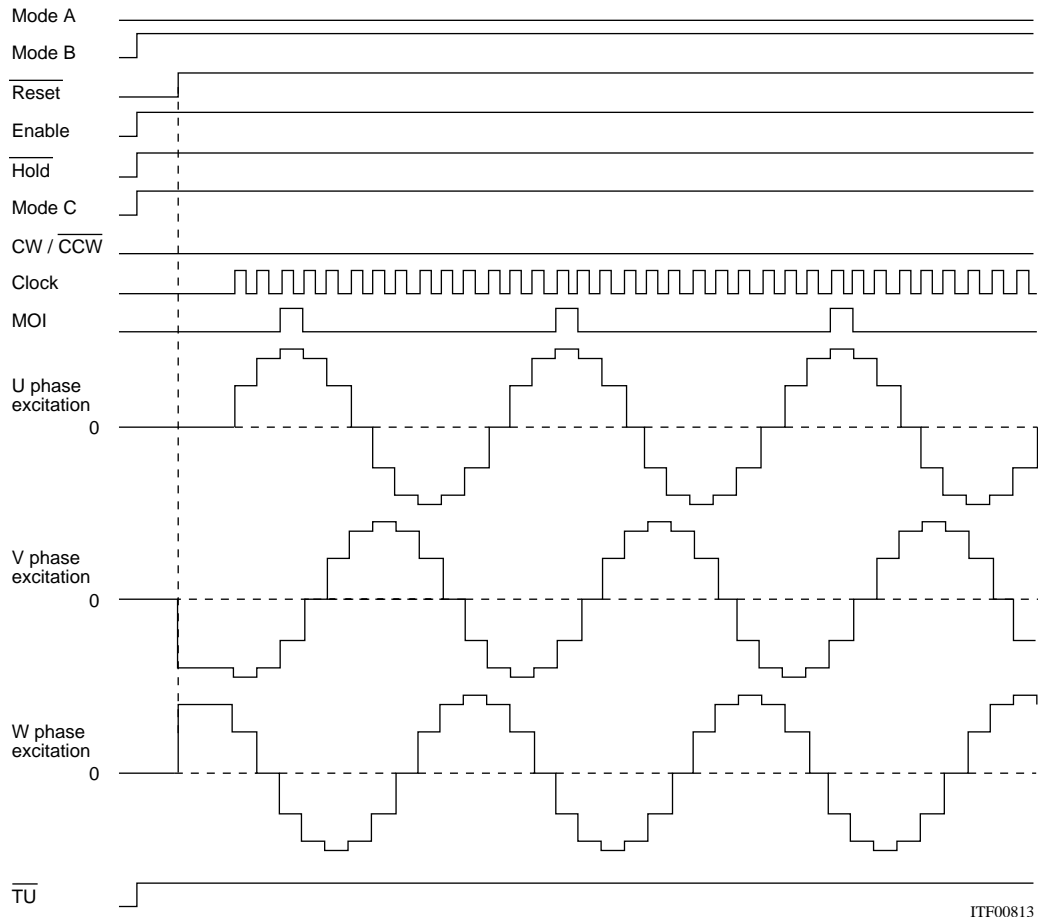 Mode A
Mode B
Reset
Enable
Hold
Mode C
CW / CCW
Clock
MOI
U phase
excitation
0
V phase
excitation
0
W phase
excitation
0
TU
ITF00813